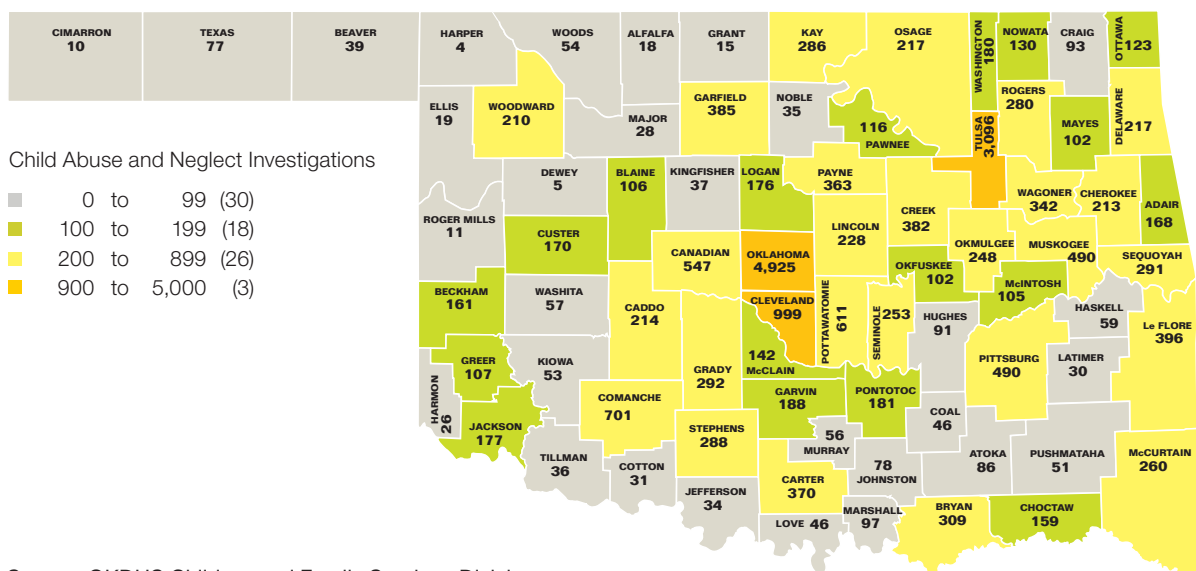 CIMARRON
10
TEXAS
77
BEAVER
39
HARPER
4
WOODS
54
ALFALFA
18
GRANT
15
KAY
286
OSAGE
217
WASHINGTON
180
NOWATA
130
CRAIG
93
OTTAWA
123
ELLIS
19
WOODWARD
210
MAJOR
28
GARFIELD
385
NOBLE
35
116
PAWNEE
TULSA
3,096
ROGERS
280
MAYES
102
DELAWARE
217
Child Abuse and Neglect Investigations
0 to 99 (30)
100 to 199 (18)
200 to 899 (26)
900 to 5,000 (3)
DEWEY
5
BLAINE
106
KINGFISHER
37
LOGAN
176
PAYNE
363
CREEK
382
WAGONER
342
CHEROKEE
213
ADAIR
168
ROGER MILLS
11
CUSTER
170
CANADIAN
547
OKLAHOMA
4,925
LINCOLN
228
OKMULGEE
248
MUSKOGEE
490
SEQUOYAH
291
BECKHAM
161
WASHITA
57
CADDO
214
CLEVELAND
999
POTTAWATOMIE
611
SEMINOLE
253
OKFUSKEE
102
McINTOSH
105
HUGHES
91
HASKELL
59
Le FLORE
396
GREER
107
KIOWA
53
GRADY
292
142
McCLAIN
PITTSBURG
490
LATIMER
30
HARMON
26
JACKSON
177
COMANCHE
701
GARVIN
188
PONTOTOC
181
COAL
46
STEPHENS
288
56
MURRAY
TILLMAN
36
COTTON
31
78
JOHNSTON
ATOKA
86
PUSHMATAHA
51
McCURTAIN
260
JEFFERSON
34
CARTER
370
LOVE 46
MARSHALL
97
BRYAN
309
CHOCTAW
159